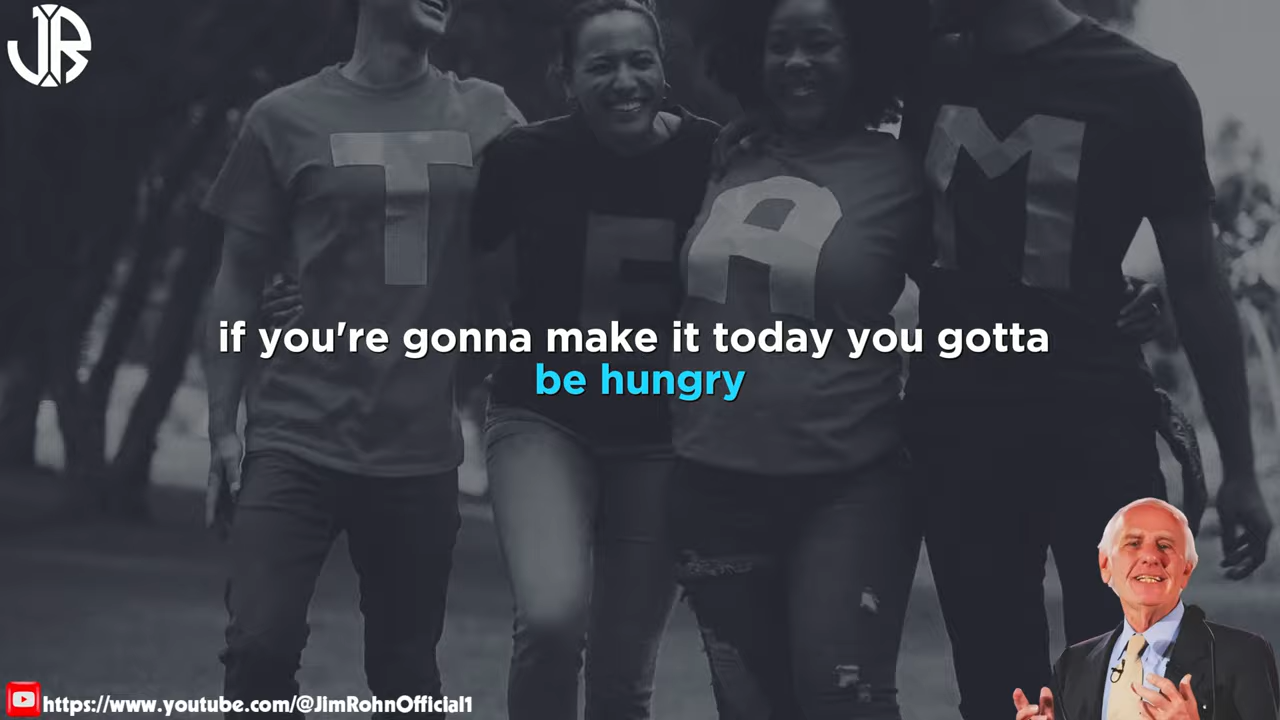 JR
T E A M
if you're gonna make it today you gotta
be hungry
https://www.youtube.com/@JimRohnOfficial1